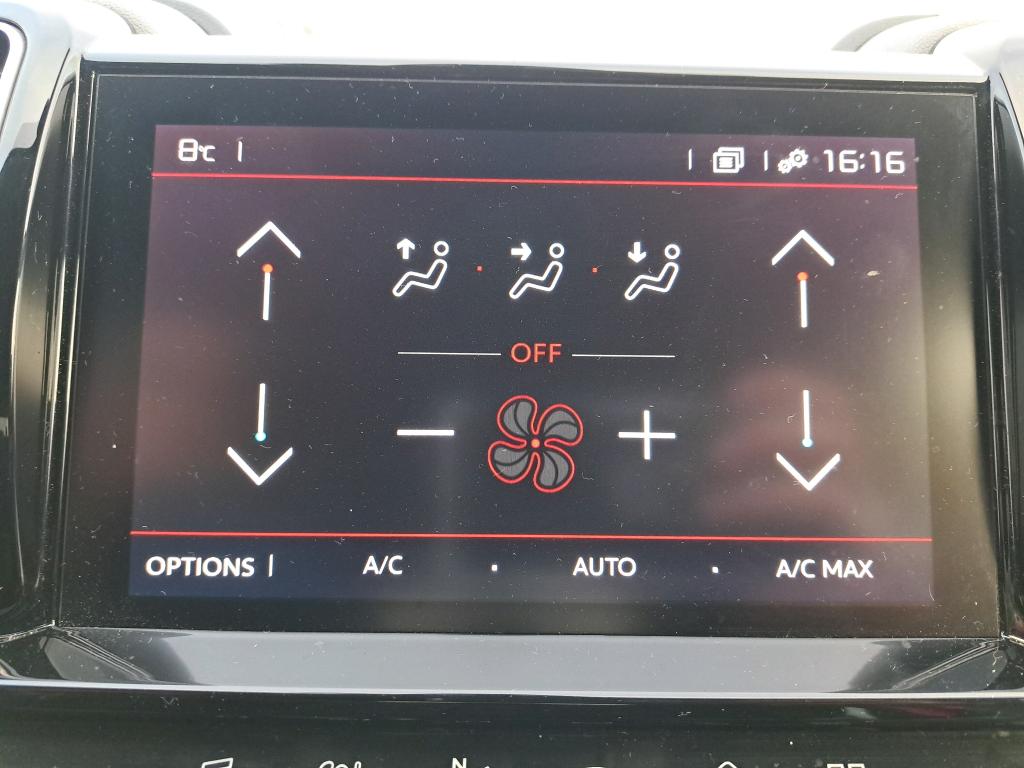 8°C 16:16
OFF
OPTIONS A/C AUTO A/C MAX
N